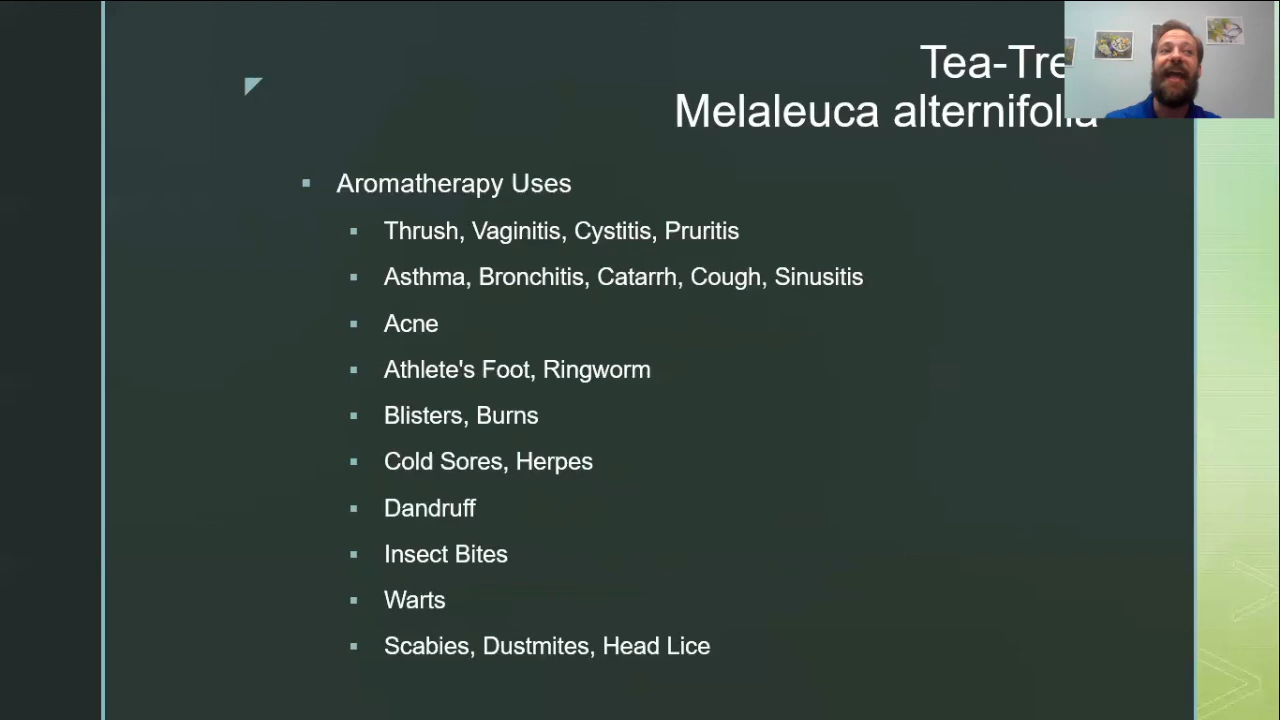 Tea-Tre
Melaleuca alternifolia
Aromatherapy Uses
Thrush, Vaginitis, Cystitis, Pruritis
Asthma, Bronchitis, Catarrh, Cough, Sinusitis
Acne
Athlete's Foot, Ringworm
Blisters, Burns
Cold Sores, Herpes
Dandruff
Insect Bites
Warts
Scabies, Dustmites, Head Lice